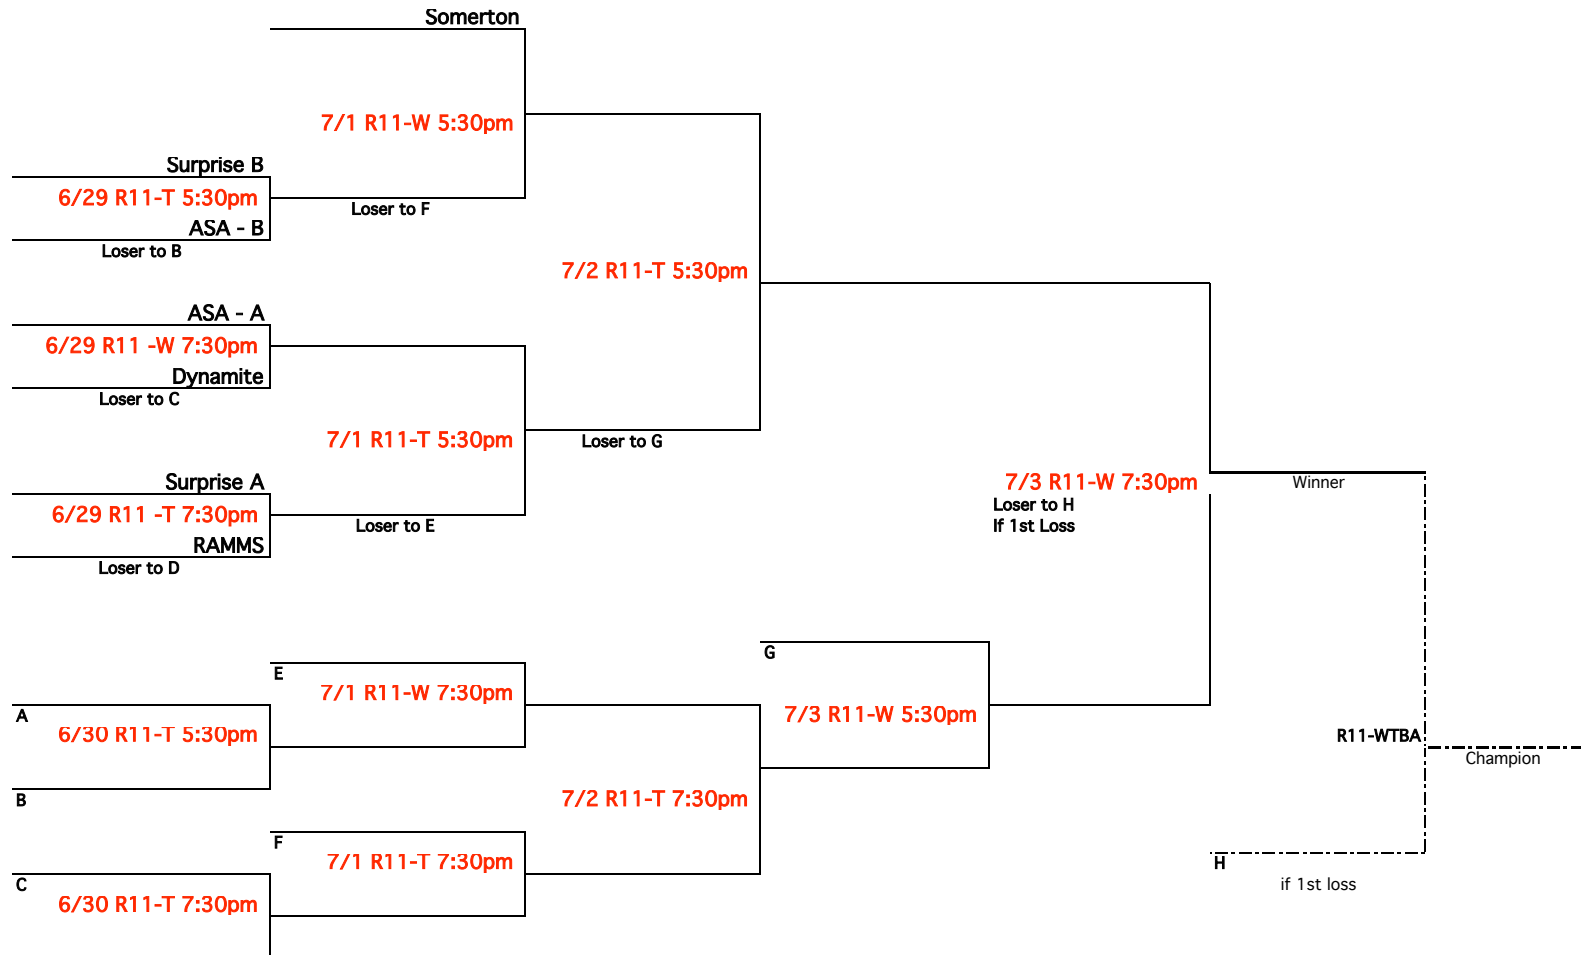 Somerton
7/1 R11-W 5:30pm
Surprise B
6/29 R11-T 5:30pm
Loser to F
ASA - B
Loser to B
7/2 R11-T 5:30pm
ASA - A
6/29 R11 -W 7:30pm
Dynamite
Loser to C
7/1 R11-T 5:30pm
Loser to G
Surprise A
7/3 R11-W 7:30pm
Winner
Loser to H
6/29 R11 -T 7:30pm
Loser to E
If 1st Loss
RAMMS
Loser to D
G
E
7/1 R11-W 7:30pm
A
7/3 R11-W 5:30pm
6/30 R11-T 5:30pm
R11-WTBA
Champion
B
7/2 R11-T 7:30pm
F
7/1 R11-T 7:30pm
H
C
if 1st loss
6/30 R11-T 7:30pm